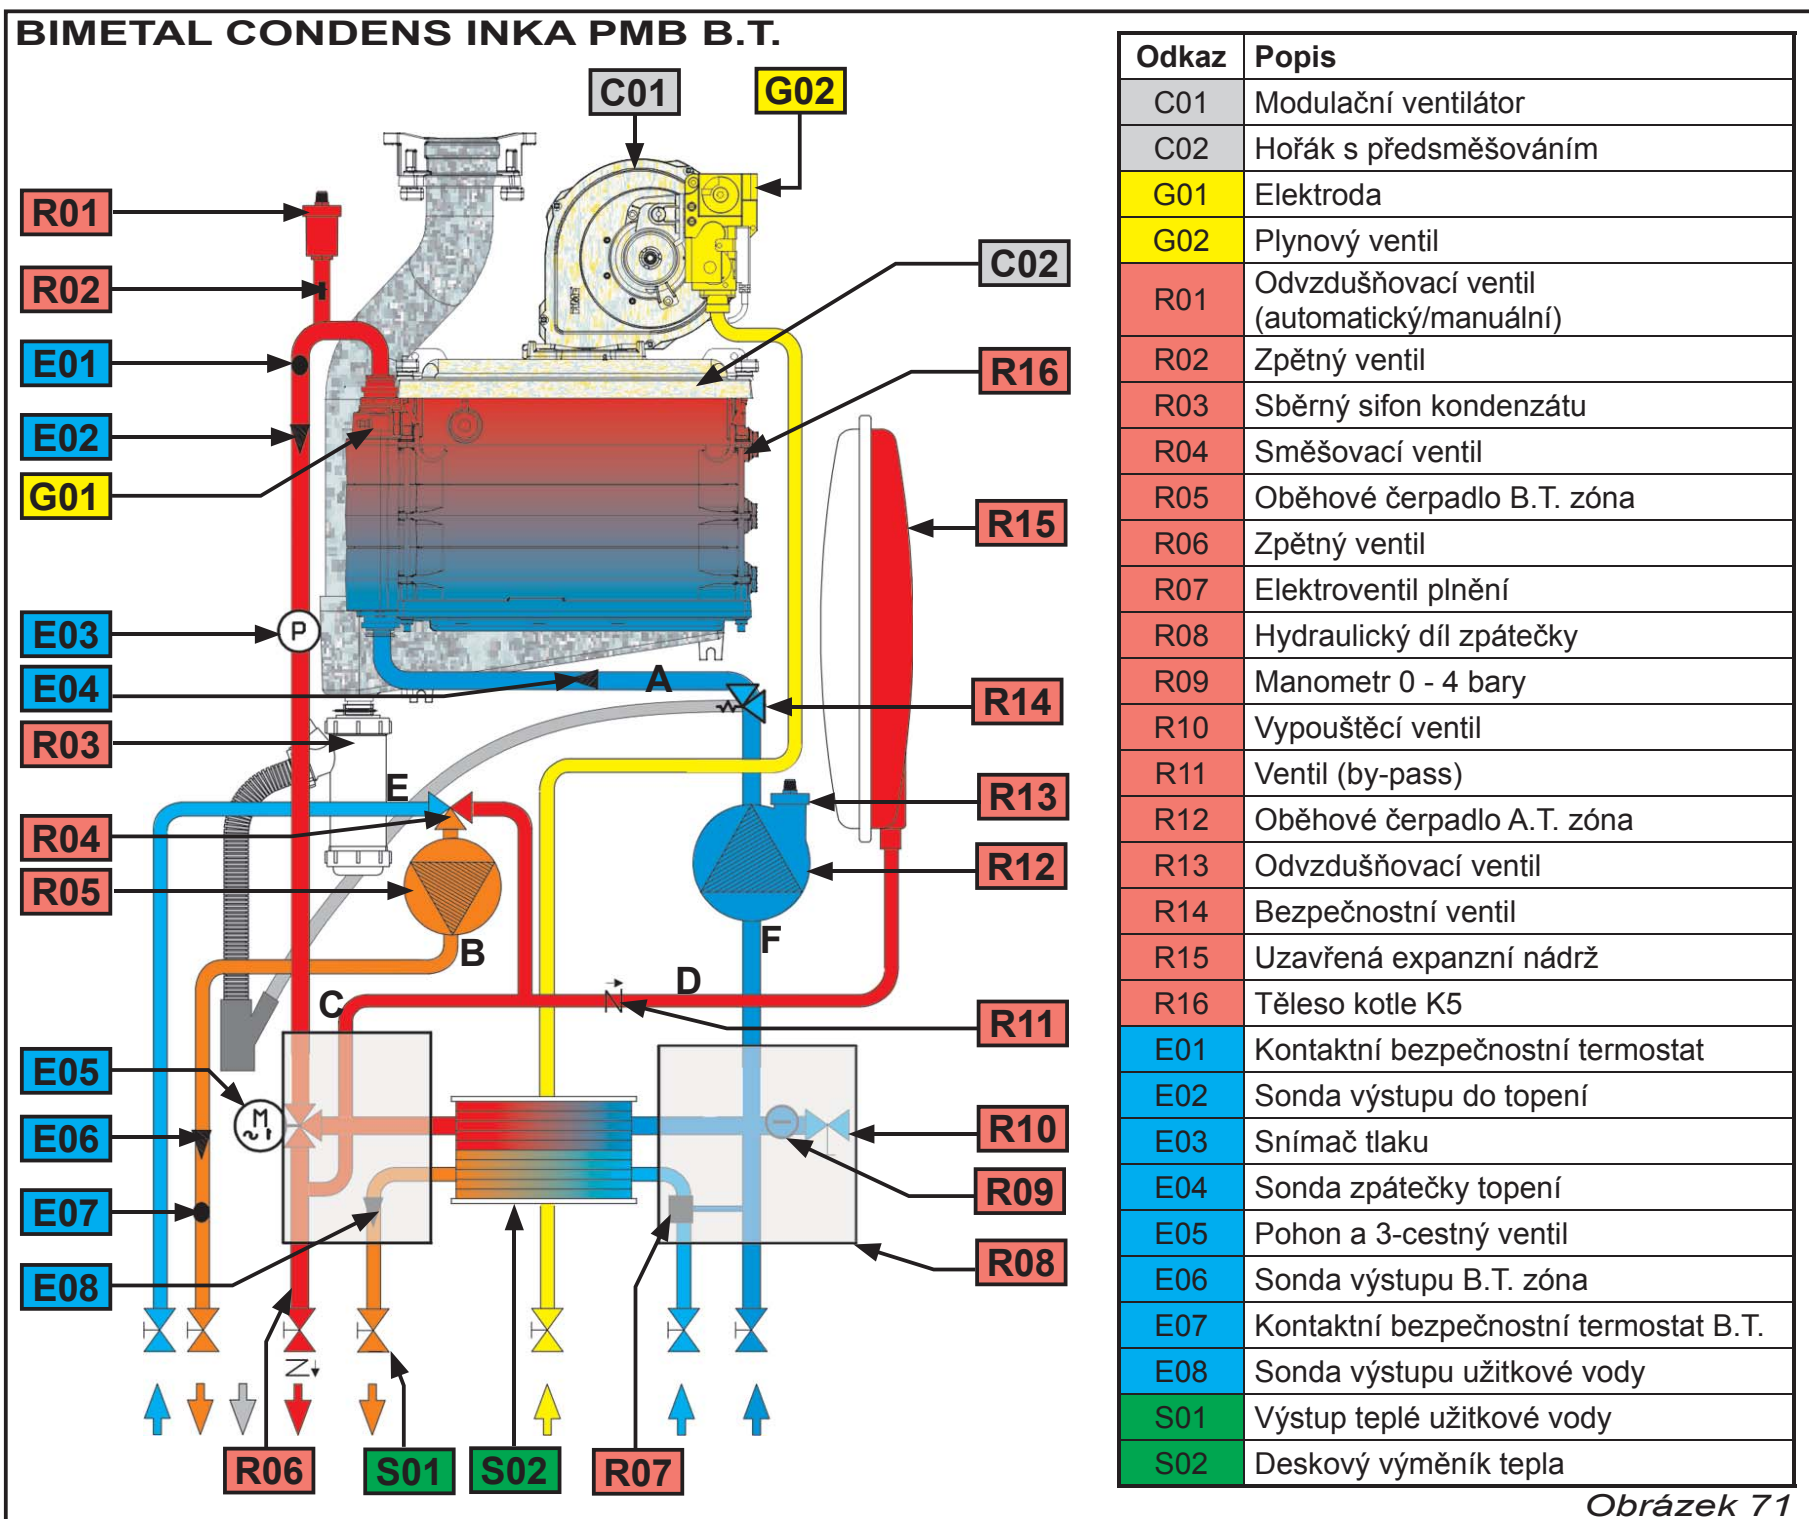 BIMETAL CONDENS INKA PMB B.T.
C01
G02
R01
C02
R02
E01
R16
E02
G01
R15
P
E03
E04
A
R14
R03
E
R13
R04
R12
R05
F
B
D
C
R11
E05
M
R10
E06
R09
E07
R08
E08
R06
S01
S02
R07
Odkaz Popis
C01 Modulační ventilátor
C02 Hořák s předsměšováním
G01 Elektroda
G02 Plynový ventil
R01 Odvzdušňovací ventil
(automatický/manuální)
R02 Zpětný ventil
R03 Sběrný sifon kondenzátu
R04 Směšovací ventil
R05 Oběhové čerpadlo B.T. zóna
R06 Zpětný ventil
R07 Elektroventil plnění
R08 Hydraulický díl zpátečky
R09 Manometr 0 - 4 bary
R10 Vypouštěcí ventil
R11 Ventil (by-pass)
R12 Oběhové čerpadlo A.T. zóna
R13 Odvzdušňovací ventil
R14 Bezpečnostní ventil
R15 Uzavřená expanzní nádrž
R16 Těleso kotle K5
E01 Kontaktní bezpečnostní termostat
E02 Sonda výstupu do topení
E03 Snímač tlaku
E04 Sonda zpátečky topení
E05 Pohon a 3-cestný ventil
E06 Sonda výstupu B.T. zóna
E07 Kontaktní bezpečnostní termostat B.T.
E08 Sonda výstupu užitkové vody
S01 Výstup teplé užitkové vody
S02 Deskový výměník tepla
Obrázek 71